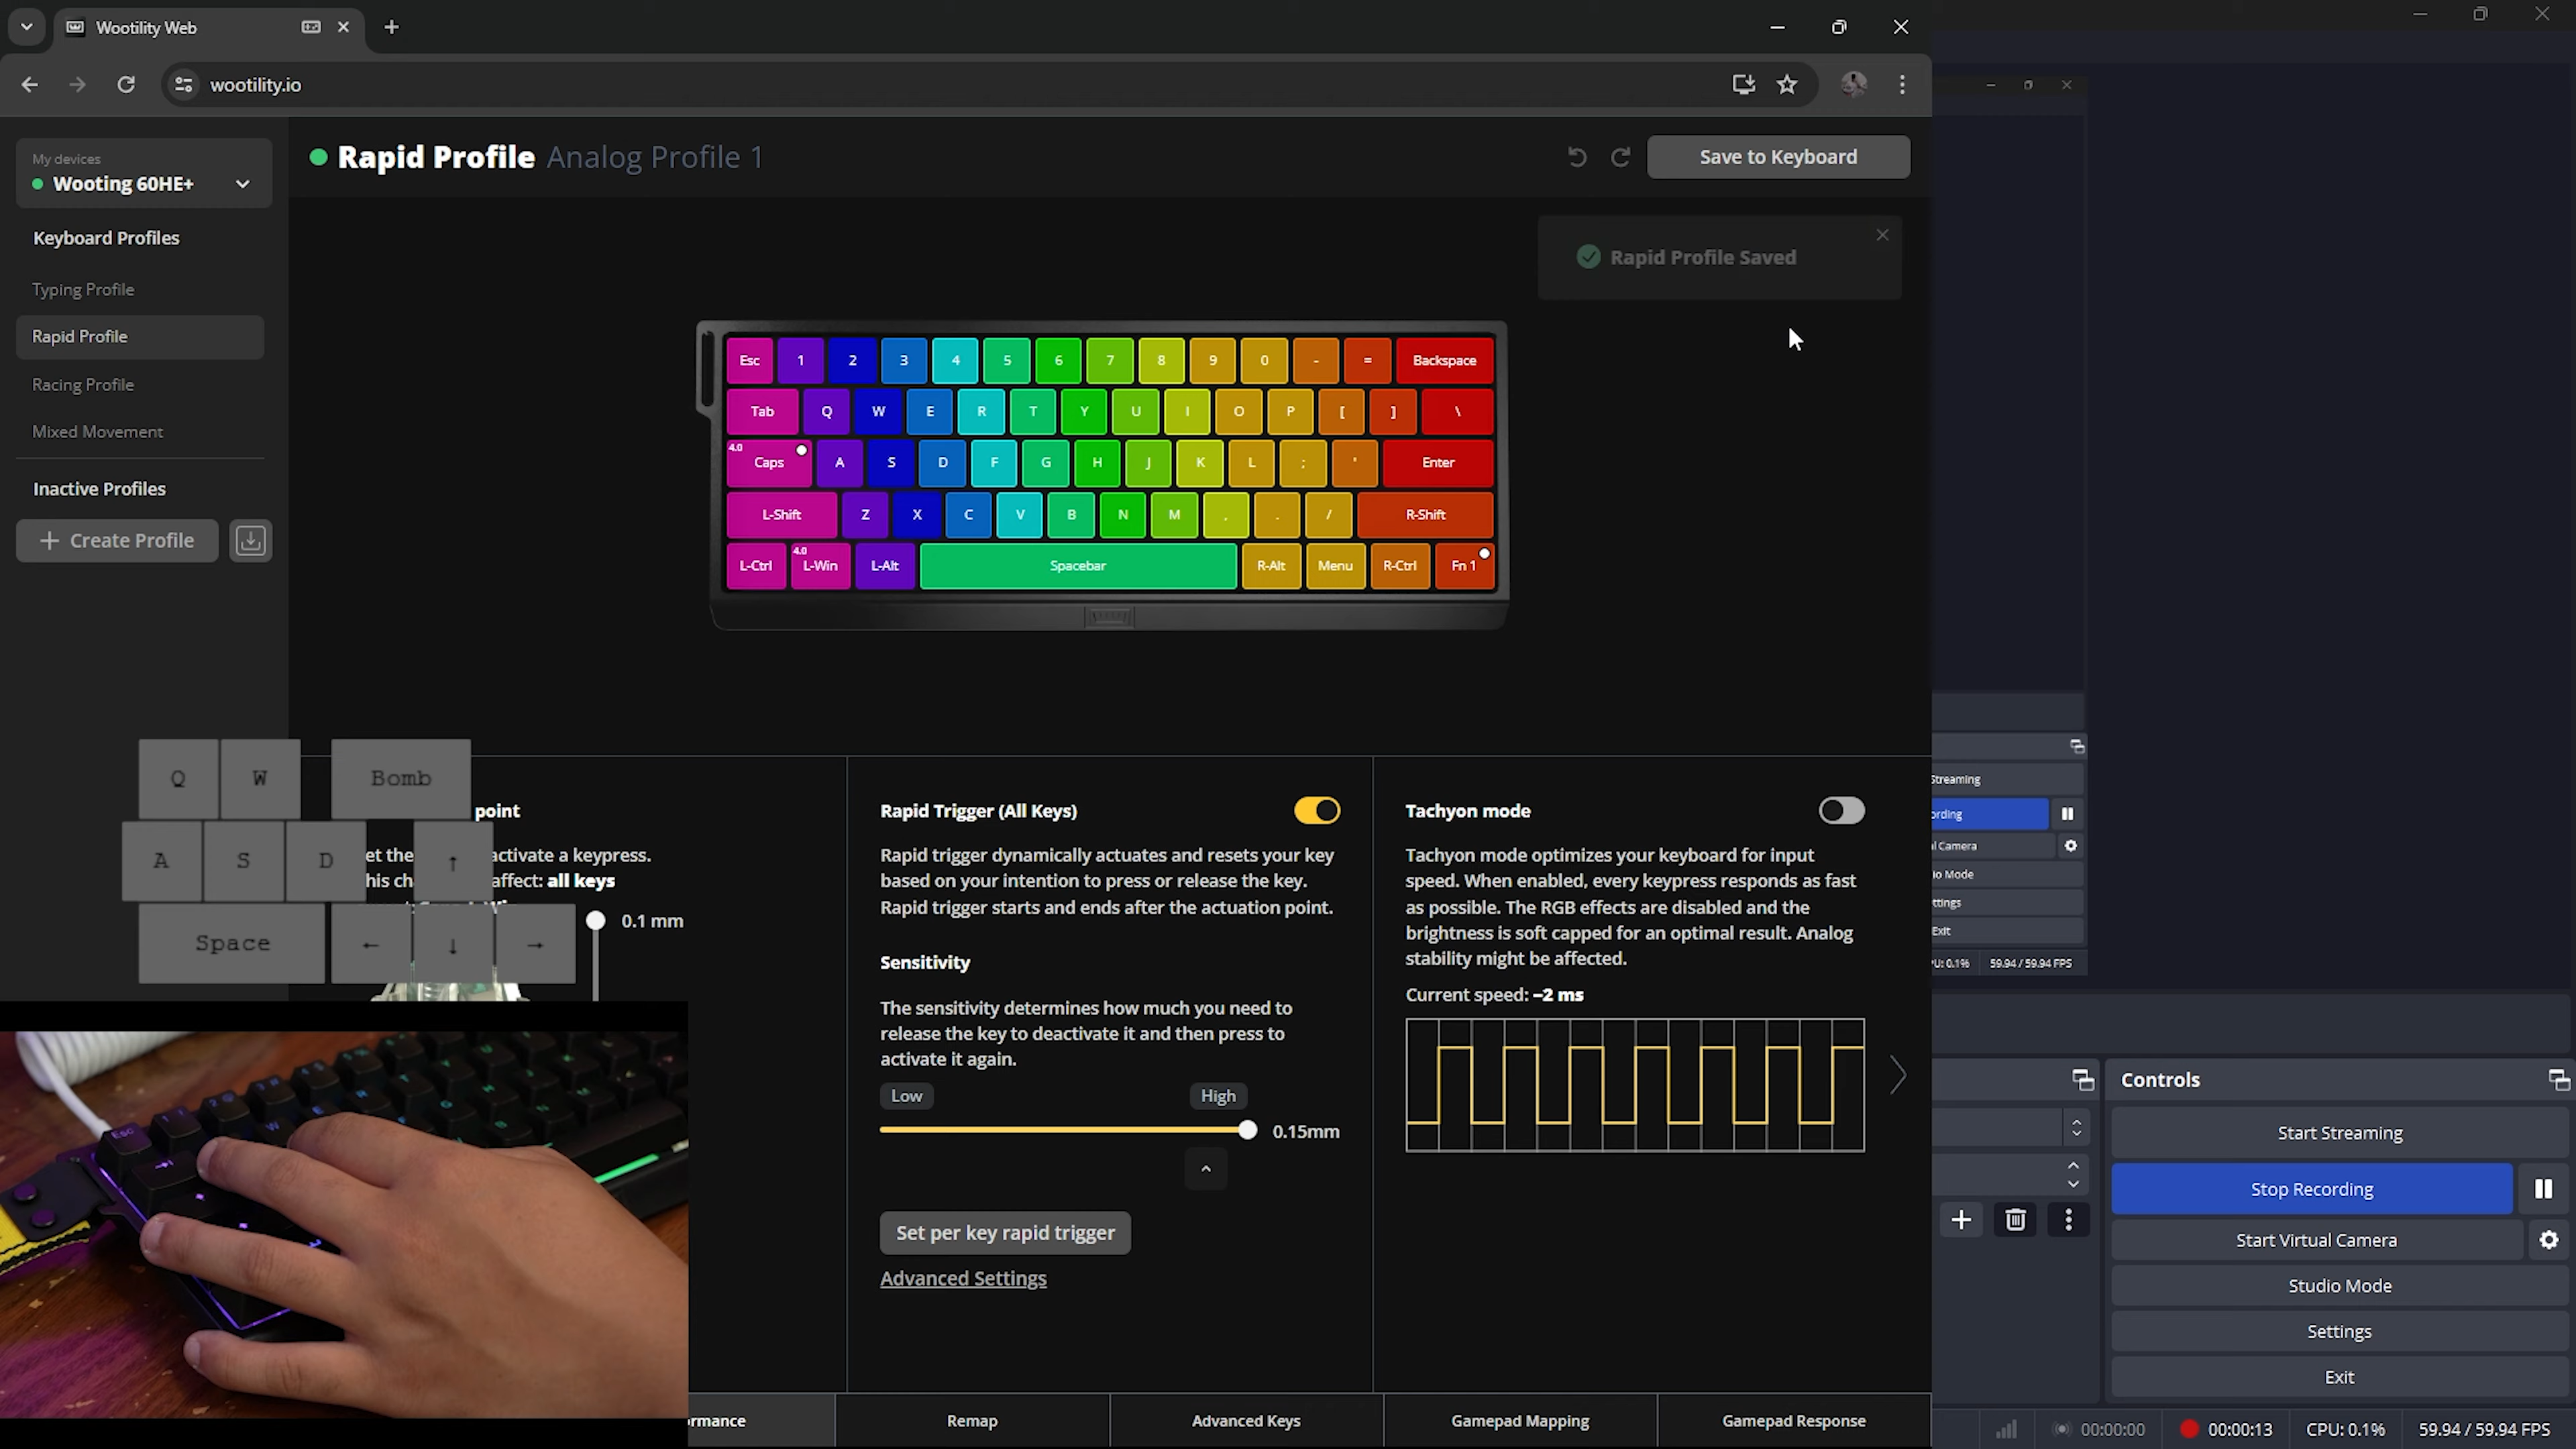 Wootility Web
wootility.io
My devices
Wooting 60HE+
Keyboard Profiles
Typing Profile
Rapid Profile
Racing Profile
Mixed Movement
Inactive Profiles
+ Create Profile
Rapid Profile Analog Profile 1
Save to Keyboard
Rapid Profile Saved
Esc 1 2 3 4 5 6 7 8 9 0 - = Backspace
Tab Q W E R T Y U I O P [ ] \
4.0 Caps A S D F G H J K L ; ' Enter
L-Shift Z X C V B N M , . / R-Shift
L-Ctrl 4.0 L-Win L-Alt Spacebar R-Alt Menu R-Ctrl Fn 1
Q W Bomb
A S D ↑
Space ← ↓ →
point
et the activate a keypress.
his ch affect: all keys
0.1 mm
Rapid Trigger (All Keys)
Rapid trigger dynamically actuates and resets your key
based on your intention to press or release the key.
Rapid trigger starts and ends after the actuation point.
Sensitivity
The sensitivity determines how much you need to
release the key to deactivate it and then press to
activate it again.
Low High
0.15mm
Set per key rapid trigger
Advanced Settings
Tachyon mode
Tachyon mode optimizes your keyboard for input
speed. When enabled, every keypress responds as fast
as possible. The RGB effects are disabled and the
brightness is soft capped for an optimal result. Analog
stability might be affected.
Current speed: ~2 ms
rmance
Remap
Advanced Keys
Gamepad Mapping
Gamepad Response
Streaming
ording
l Camera
io Mode
ttings
Exit
PU: 0.1% 59.94 / 59.94 FPS
Controls
Start Streaming
Stop Recording
Start Virtual Camera
Studio Mode
Settings
Exit
00:00:00 00:00:13 CPU: 0.1% 59.94 / 59.94 FPS